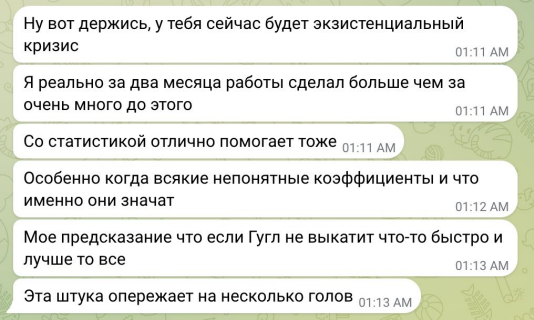 Ну вот держись, у тебя сейчас будет экзистенциальный
кризис
01:11 AM
Я реально за два месяца работы сделал больше чем за
очень много до этого
01:11 AM
Со статистикой отлично помогает тоже 01:11 AM
Особенно когда всякие непонятные коэффициенты и что
именно они значат
01:12 AM
Мое предсказание что если Гугл не выкатит что-то быстро и
лучше то все
01:13 AM
Эта штука опережает на несколько голов 01:13 AM